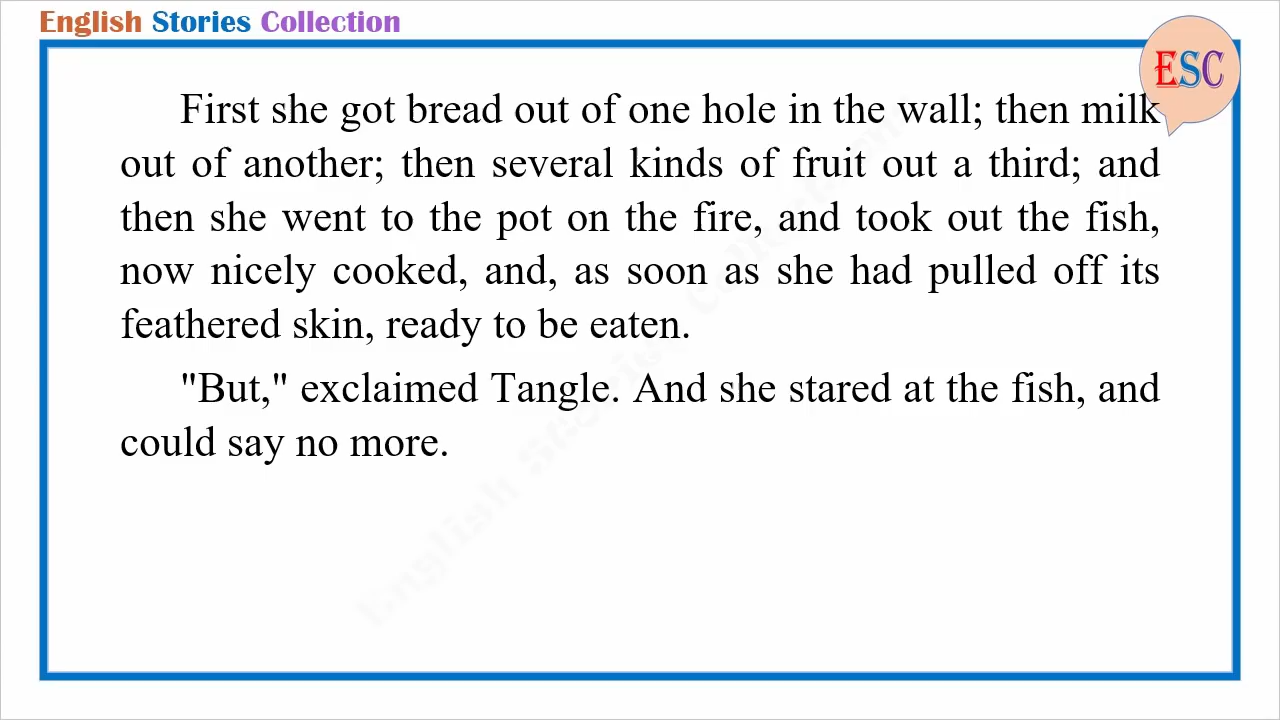 English Stories Collection
ESC
First she got bread out of one hole in the wall; then milk
out of another; then several kinds of fruit out a third; and
then she went to the pot on the fire, and took out the fish,
now nicely cooked, and, as soon as she had pulled off its
feathered skin, ready to be eaten.
"But," exclaimed Tangle. And she stared at the fish, and
could say no more.
English Stories Collection